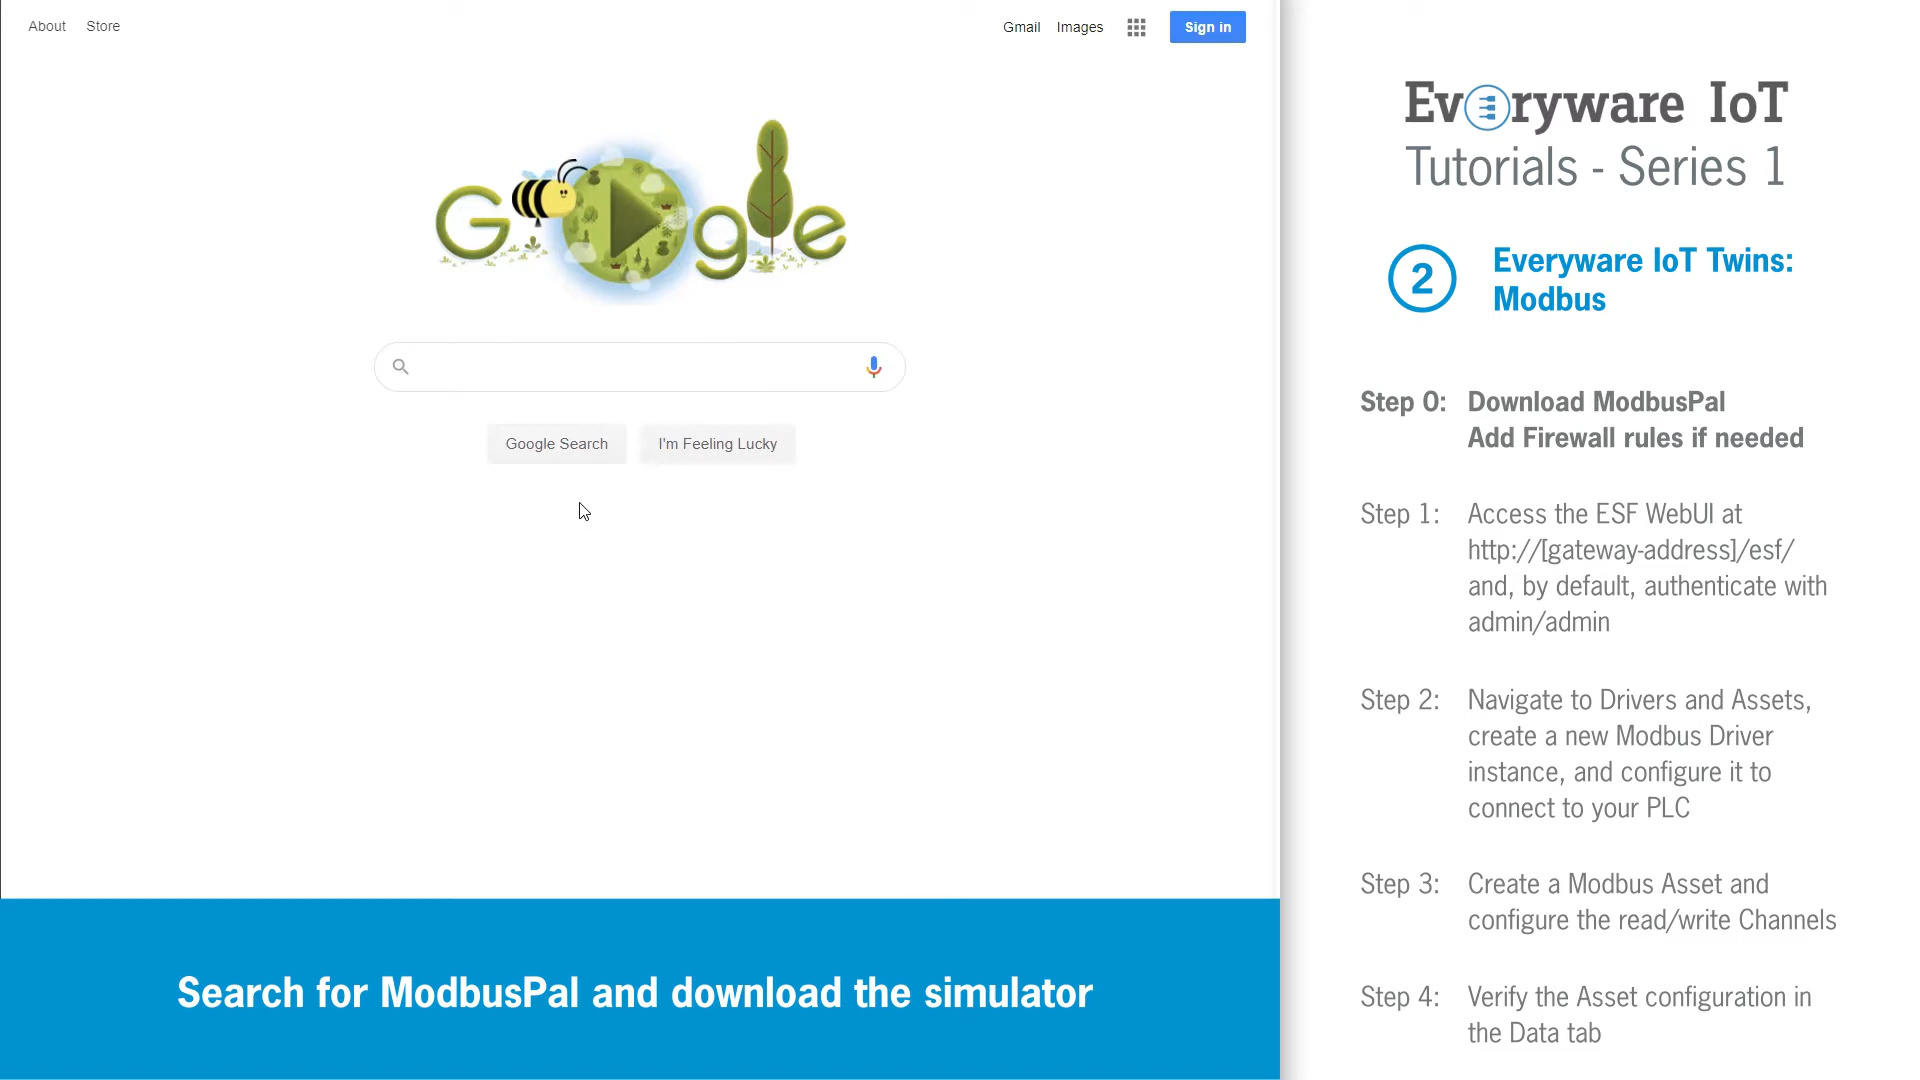 About Store
Gmail Images Sign in
Google
Google Search I'm Feeling Lucky
Search for ModbusPal and download the simulator
Everyware IoT
Tutorials - Series 1
2 Everyware IoT Twins:
Modbus
Step 0: Download ModbusPal
Add Firewall rules if needed
Step 1: Access the ESF WebUI at
http://[gateway-address]/esf/
and, by default, authenticate with
admin/admin
Step 2: Navigate to Drivers and Assets,
create a new Modbus Driver
instance, and configure it to
connect to your PLC
Step 3: Create a Modbus Asset and
configure the read/write Channels
Step 4: Verify the Asset configuration in
the Data tab